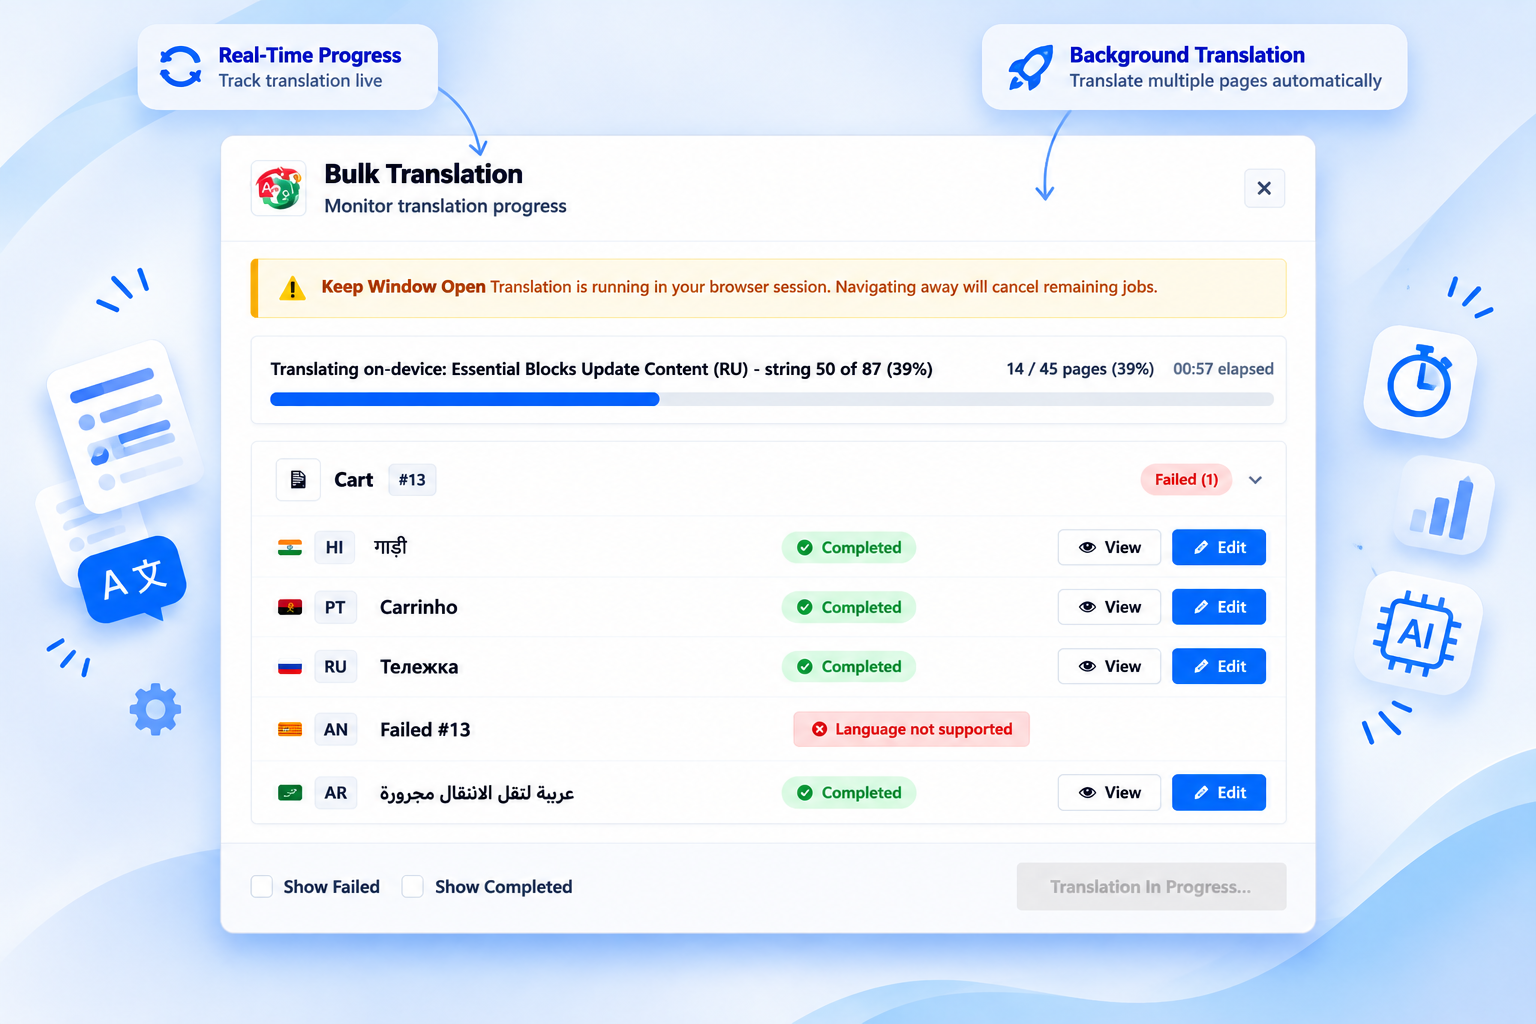 Real-Time Progress
Track translation live
Background Translation
Translate multiple pages automatically
Bulk Translation
Monitor translation progress
Keep Window Open Translation is running in your browser session. Navigating away will cancel remaining jobs.
Translating on-device: Essential Blocks Update Content (RU) - string 50 of 87 (39%) 14 / 45 pages (39%) 00:57 elapsed
Cart #13 Failed (1)
HI गाड़ी Completed View Edit
PT Carrinho Completed View Edit
RU Тележка Completed View Edit
AN Failed #13 Language not supported
AR عربية لتقل الانتقال مجرورة Completed View Edit
A 文
AI
Show Failed Show Completed Translation In Progress...